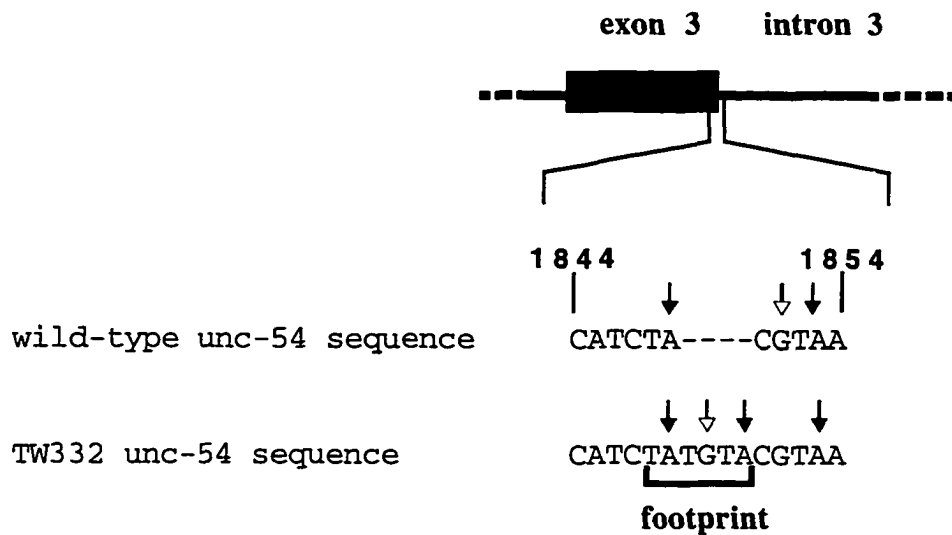 exon 3 intron 3
1844 1854
wild-type unc-54 sequence CATCTA----CGTAA
TW332 unc-54 sequence CATCTATGTACGTAA
footprint